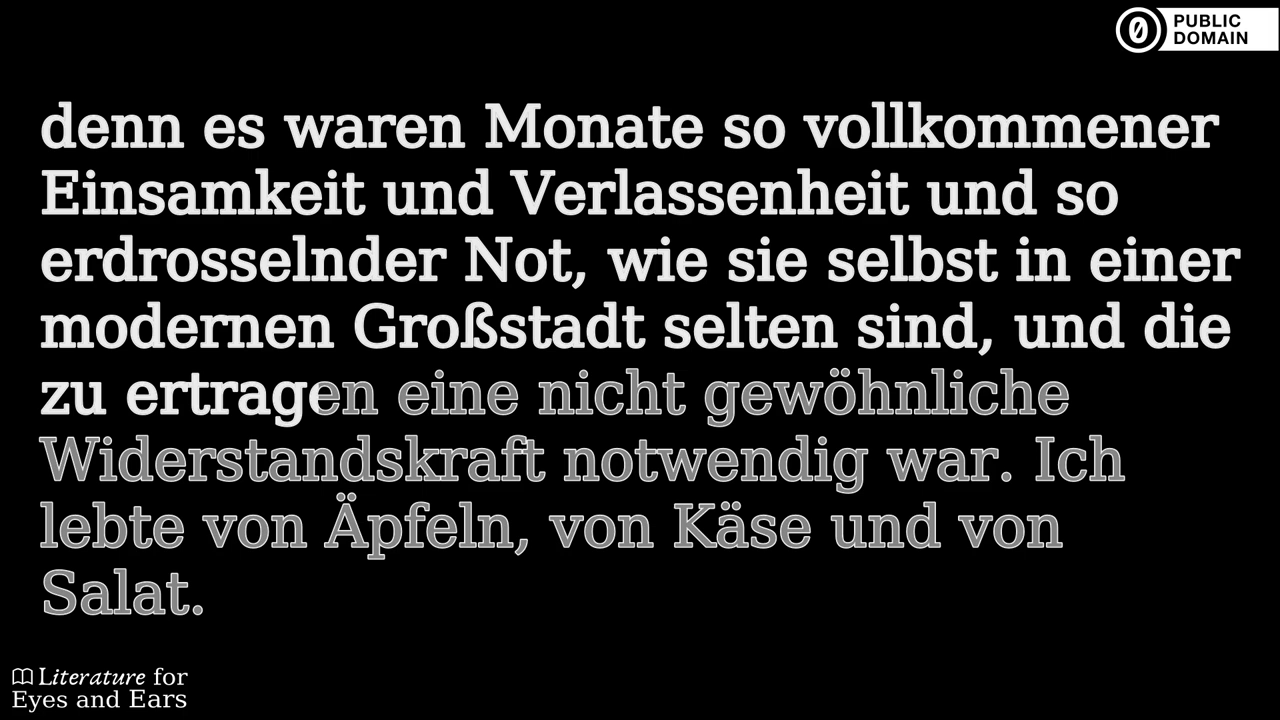 PUBLIC
DOMAIN
denn es waren Monate so vollkommener
Einsamkeit und Verlassenheit und so
erdrosselnder Not, wie sie selbst in einer
modernen Großstadt selten sind, und die
zu ertragen eine nicht gewöhnliche
Widerstandskraft notwendig war. Ich
lebte von Äpfeln, von Käse und von
Salat.
Literature for
Eyes and Ears